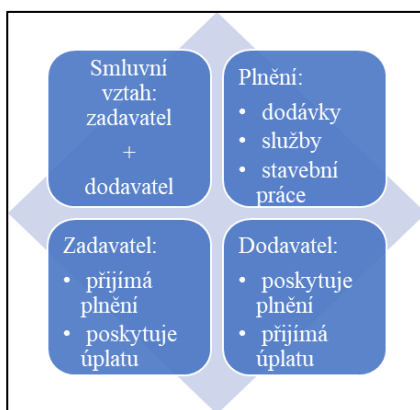 Smluvní
vztah:
zadavatel
+
dodavatel
Plnění:
• dodávky
• služby
• stavební
práce
Zadavatel:
• přijímá
plnění
• poskytuje
úplatu
Dodavatel:
• poskytuje
plnění
• přijímá
úplatu